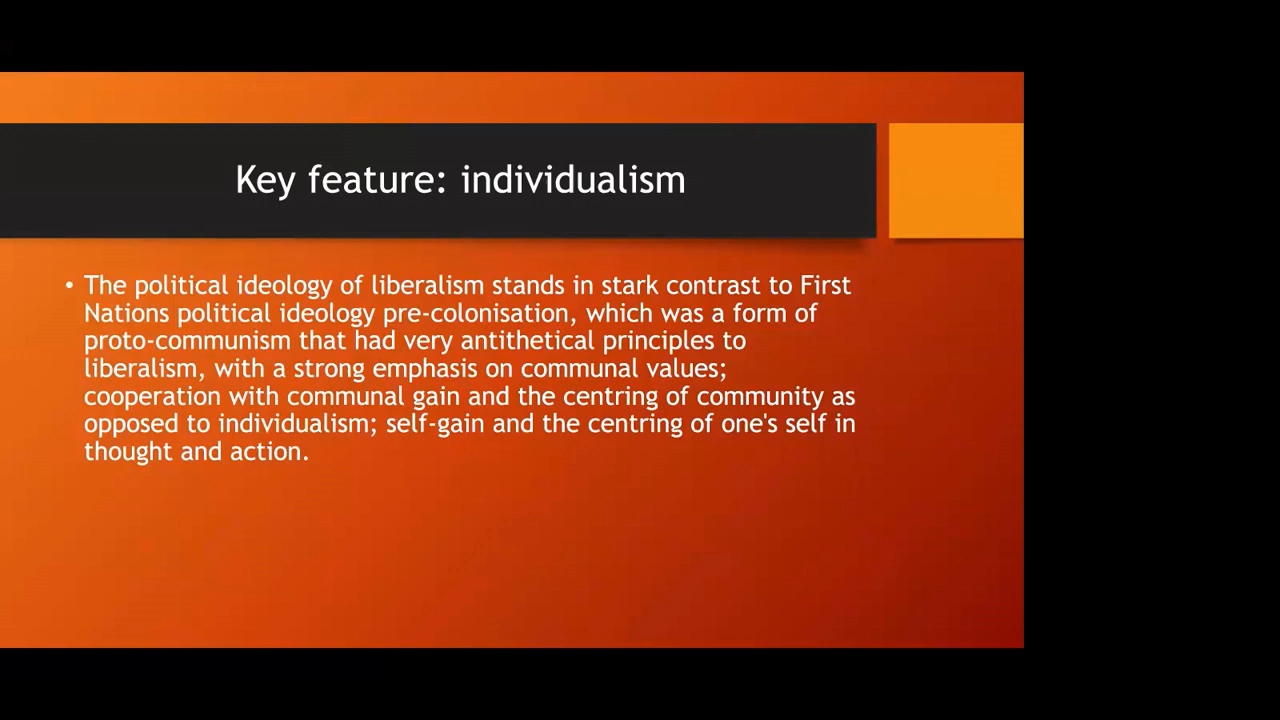 Key feature: individualism
• The political ideology of liberalism stands in stark contrast to First
Nations political ideology pre-colonisation, which was a form of
proto-communism that had very antithetical principles to
liberalism, with a strong emphasis on communal values;
cooperation with communal gain and the centring of community as
opposed to individualism; self-gain and the centring of one's self in
thought and action.